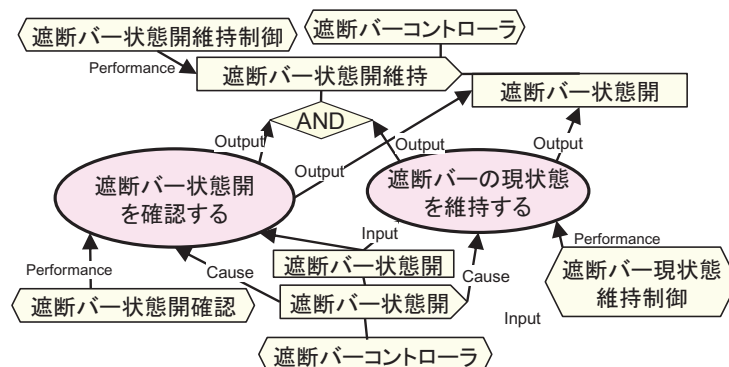 遮断バー状態開維持制御
遮断バーコントローラ
Performance
遮断バー状態開維持
遮断バー状態開
AND
Output
Output
Output
Output
遮断バー状態開
を確認する
遮断バーの現状態
を維持する
Input
Performance
Performance
Cause
遮断バー状態開
Cause
遮断バー現状態
維持制御
遮断バー状態開確認
遮断バー状態開
Input
遮断バーコントローラ